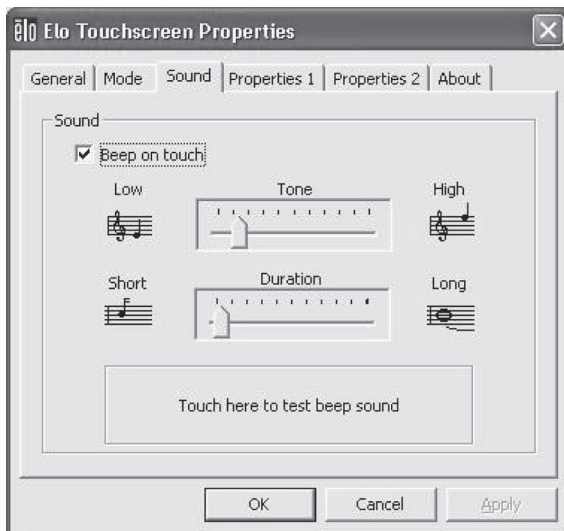 elo Elo Touchscreen Properties
General Mode Sound Properties 1 Properties 2 About
Sound
Beep on touch
Low Tone High
Short Duration Long
Touch here to test beep sound
OK Cancel Apply